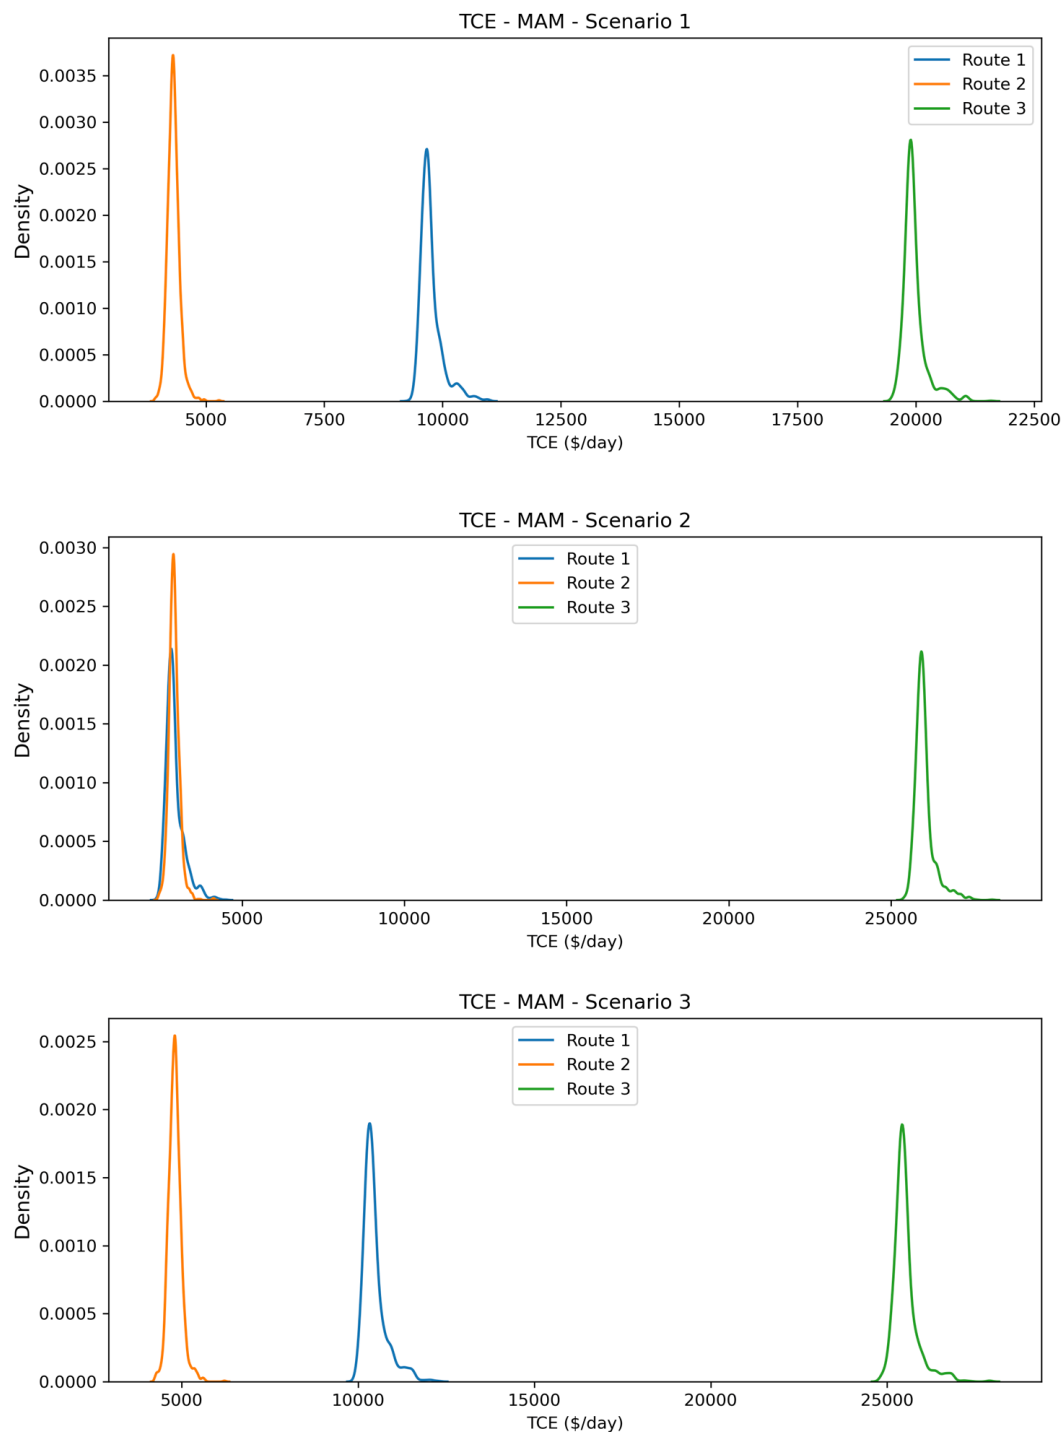 TCE - MAM - Scenario 1
Route 1
Route 2
Route 3
Density
0.0035
0.0030
0.0025
0.0020
0.0015
0.0010
0.0005
0.0000
5000 7500 10000 12500 15000 17500 20000 22500
TCE ($/day)
TCE - MAM - Scenario 2
Route 1
Route 2
Route 3
Density
0.0030
0.0025
0.0020
0.0015
0.0010
0.0005
0.0000
5000 10000 15000 20000 25000
TCE ($/day)
TCE - MAM - Scenario 3
Route 1
Route 2
Route 3
Density
0.0025
0.0020
0.0015
0.0010
0.0005
0.0000
5000 10000 15000 20000 25000
TCE ($/day)